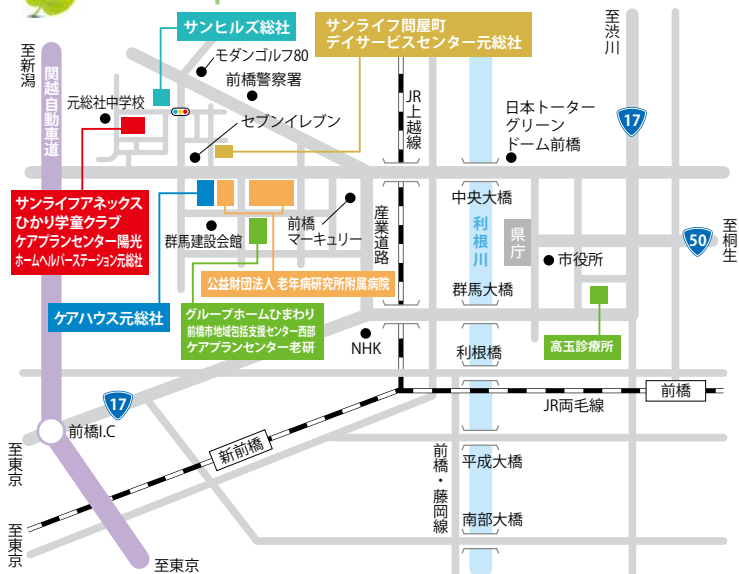 サンヒルズ総社
サンライフ問屋町
デイサービスセンター元総社
至渋川
至新潟
関越自動車道
モダンゴルフ80
前橋警察署
元総社中学校
セブンイレブン
JR上越線
日本トーター
グリーン
ドーム前橋
17
サンライフアネックス
ひかり学童クラブ
ケアプランセンター陽光
ホームヘルパーステーション元総社
中央大橋
利根川
県庁
産業道路
前橋
マーキュリー
群馬建設会館
至桐生
50
市役所
公益財団法人 老年病研究所附属病院
群馬大橋
ケアハウス元総社
グループホームひまわり
前橋市地域包括支援センター西部
ケアプランセンター老研
NHK
利根橋
高玉診療所
17
前橋
JR両毛線
前橋I.C
至東京
新前橋
前橋・藤岡線
平成大橋
南部大橋
至東京
至東京